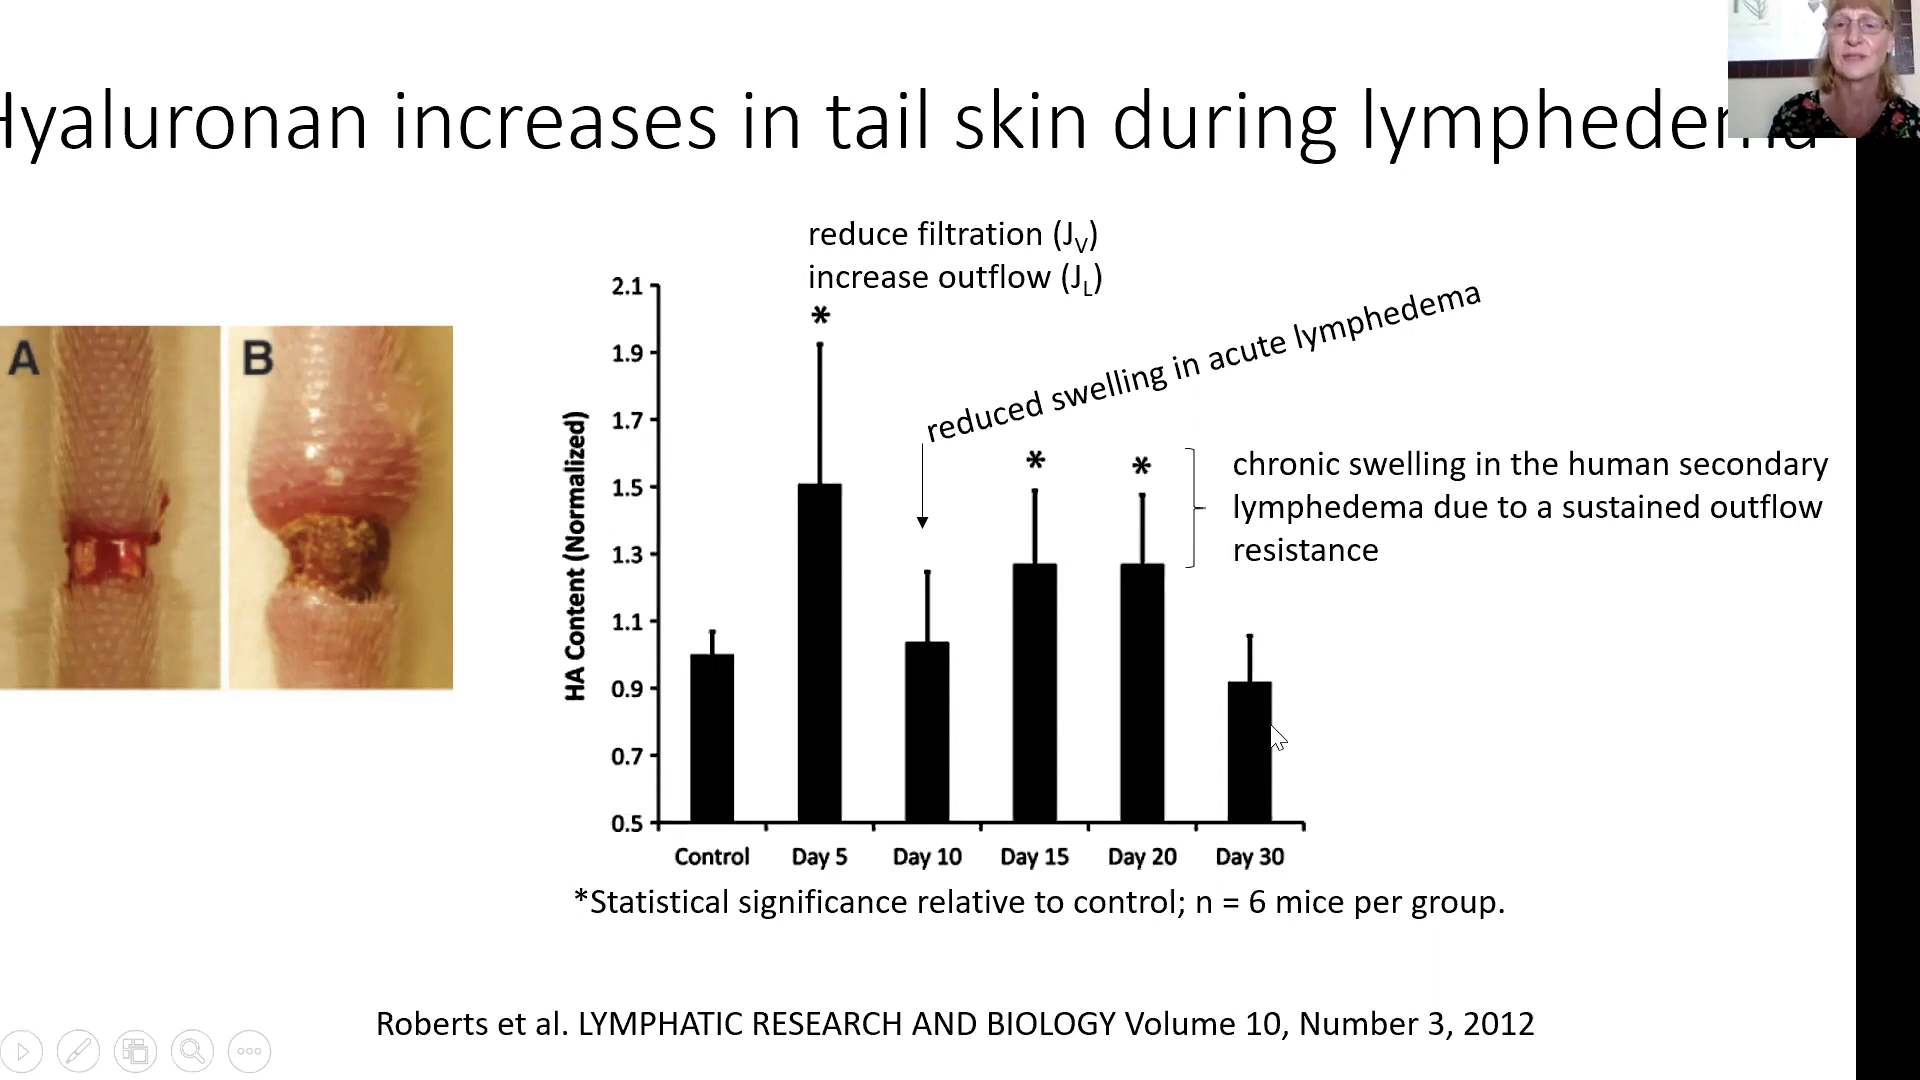 Hyaluronan increases in tail skin during lymphedema
reduce filtration (JV)
increase outflow (JL)
reduced swelling in acute lymphedema
chronic swelling in the human secondary
lymphedema due to a sustained outflow
resistance
A
B
HA Content (Normalized)
2.1
1.9
1.7
1.5
1.3
1.1
0.9
0.7
0.5
*
*
*
Control Day 5 Day 10 Day 15 Day 20 Day 30
*Statistical significance relative to control; n = 6 mice per group.
Roberts et al. LYMPHATIC RESEARCH AND BIOLOGY Volume 10, Number 3, 2012